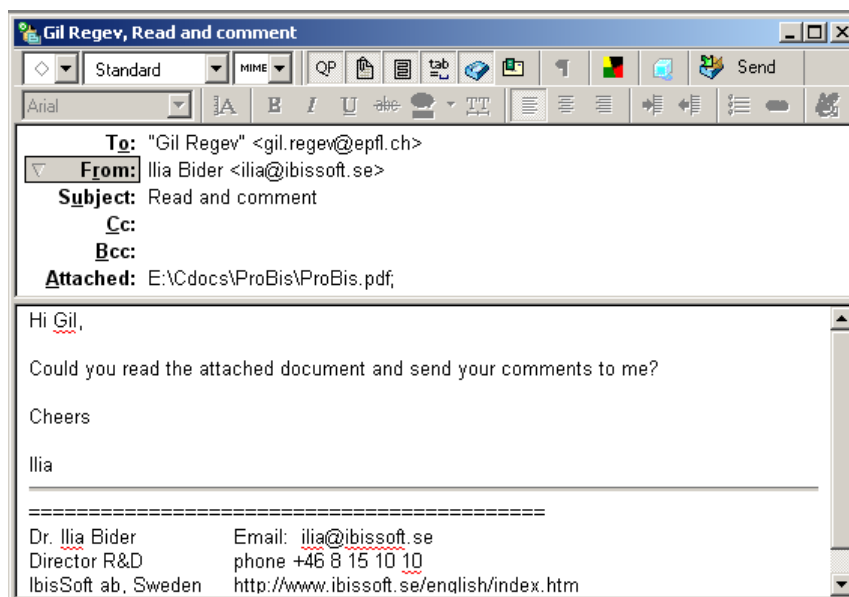 Gil Regev, Read and comment
Standard MIME QP tab Send
Arial A B I U abc TT
To: "Gil Regev" <gil.regev@epfl.ch>
From: Ilia Bider <ilia@ibissoft.se>
Subject: Read and comment
Cc:
Bcc:
Attached: E:\Cdocs\ProBis\ProBis.pdf;
Hi Gil,
Could you read the attached document and send your comments to me?
Cheers
Ilia
===========================================
Dr. Ilia Bider Email: ilia@ibissoft.se
Director R&D phone +46 8 15 10 10
IbisSoft ab, Sweden http://www.ibissoft.se/english/index.htm